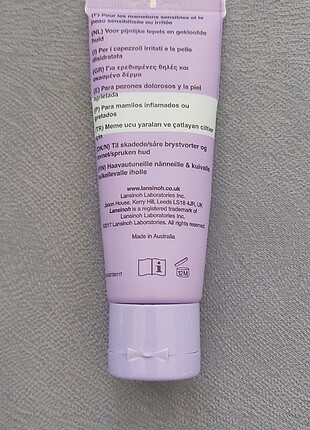 (F) Pour les mamelons sensibles et la
peau sensibilisée ou irritée
(NL) Voor pijnlijke tepels en gekloofde
huid
(I) Per i capezzoli irritati e la pelle
disidratata
(GR) Για ερεθισμένες θηλές και
σκασμένο δέρμα
(E) Para pezones dolorosos y la piel
agrietada
(P) Para mamilos inflamados ou
gretados
(TR) Meme ucu yaraları ve çatlayan ciltler
için
(DK/N) Til skadede/såre brystvorter og
revnet/sprukken hud
(FIN) Haavautuneille nänneille & kuivalle
halkeilevalle iholle
www.lansinoh.co.uk
Lansinoh Laboratories Inc.
Jason House, Kerry Hill, Leeds LS18 4JR, UK
Lansinoh is a registered trademark of
Lansinoh Laboratories Inc.
©2017 Lansinoh Laboratories. All rights reserved.
Made in Australia
12M